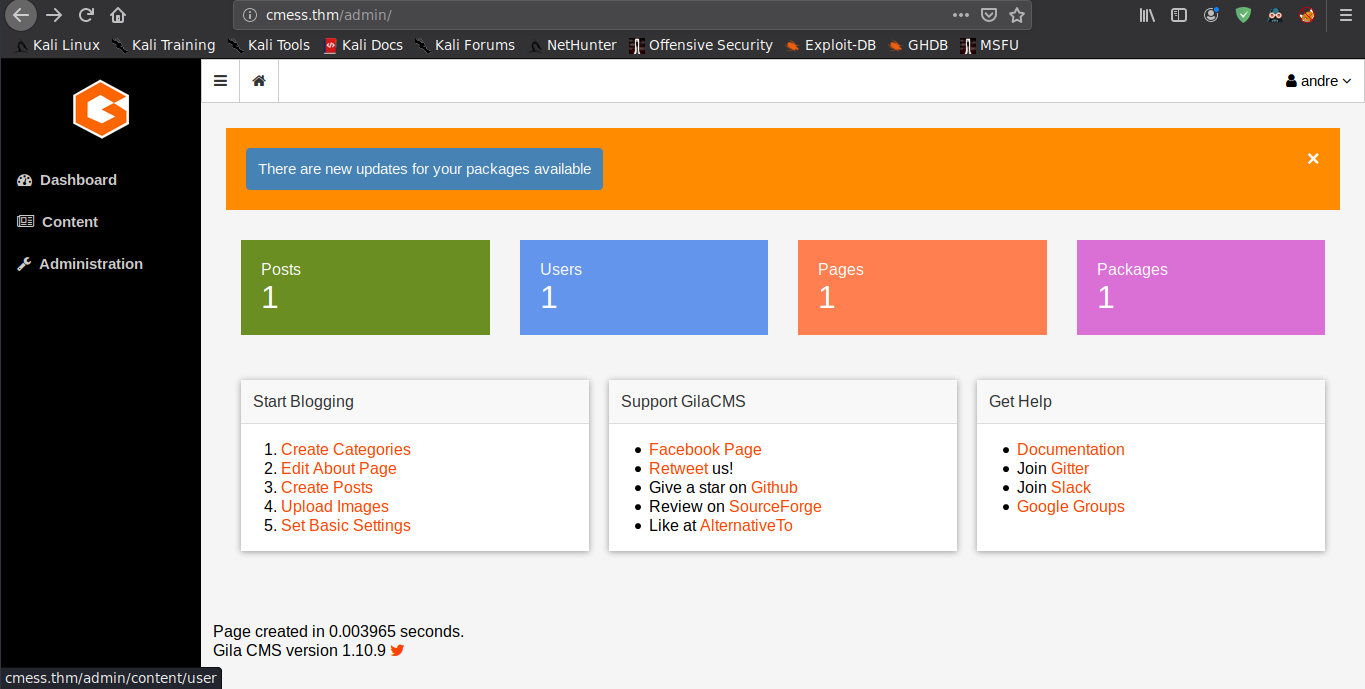 cmess.thm/admin/
Kali Linux Kali Training Kali Tools Kali Docs Kali Forums NetHunter Offensive Security Exploit-DB GHDB MSFU
andre
Dashboard
Content
Administration
There are new updates for your packages available
×
Posts
1
Users
1
Pages
1
Packages
1
Start Blogging
1. Create Categories
2. Edit About Page
3. Create Posts
4. Upload Images
5. Set Basic Settings
Support GilaCMS
• Facebook Page
• Retweet us!
• Give a star on Github
• Review on SourceForge
• Like at AlternativeTo
Get Help
• Documentation
• Join Gitter
• Join Slack
• Google Groups
Page created in 0.003965 seconds.
Gila CMS version 1.10.9
cmess.thm/admin/content/user